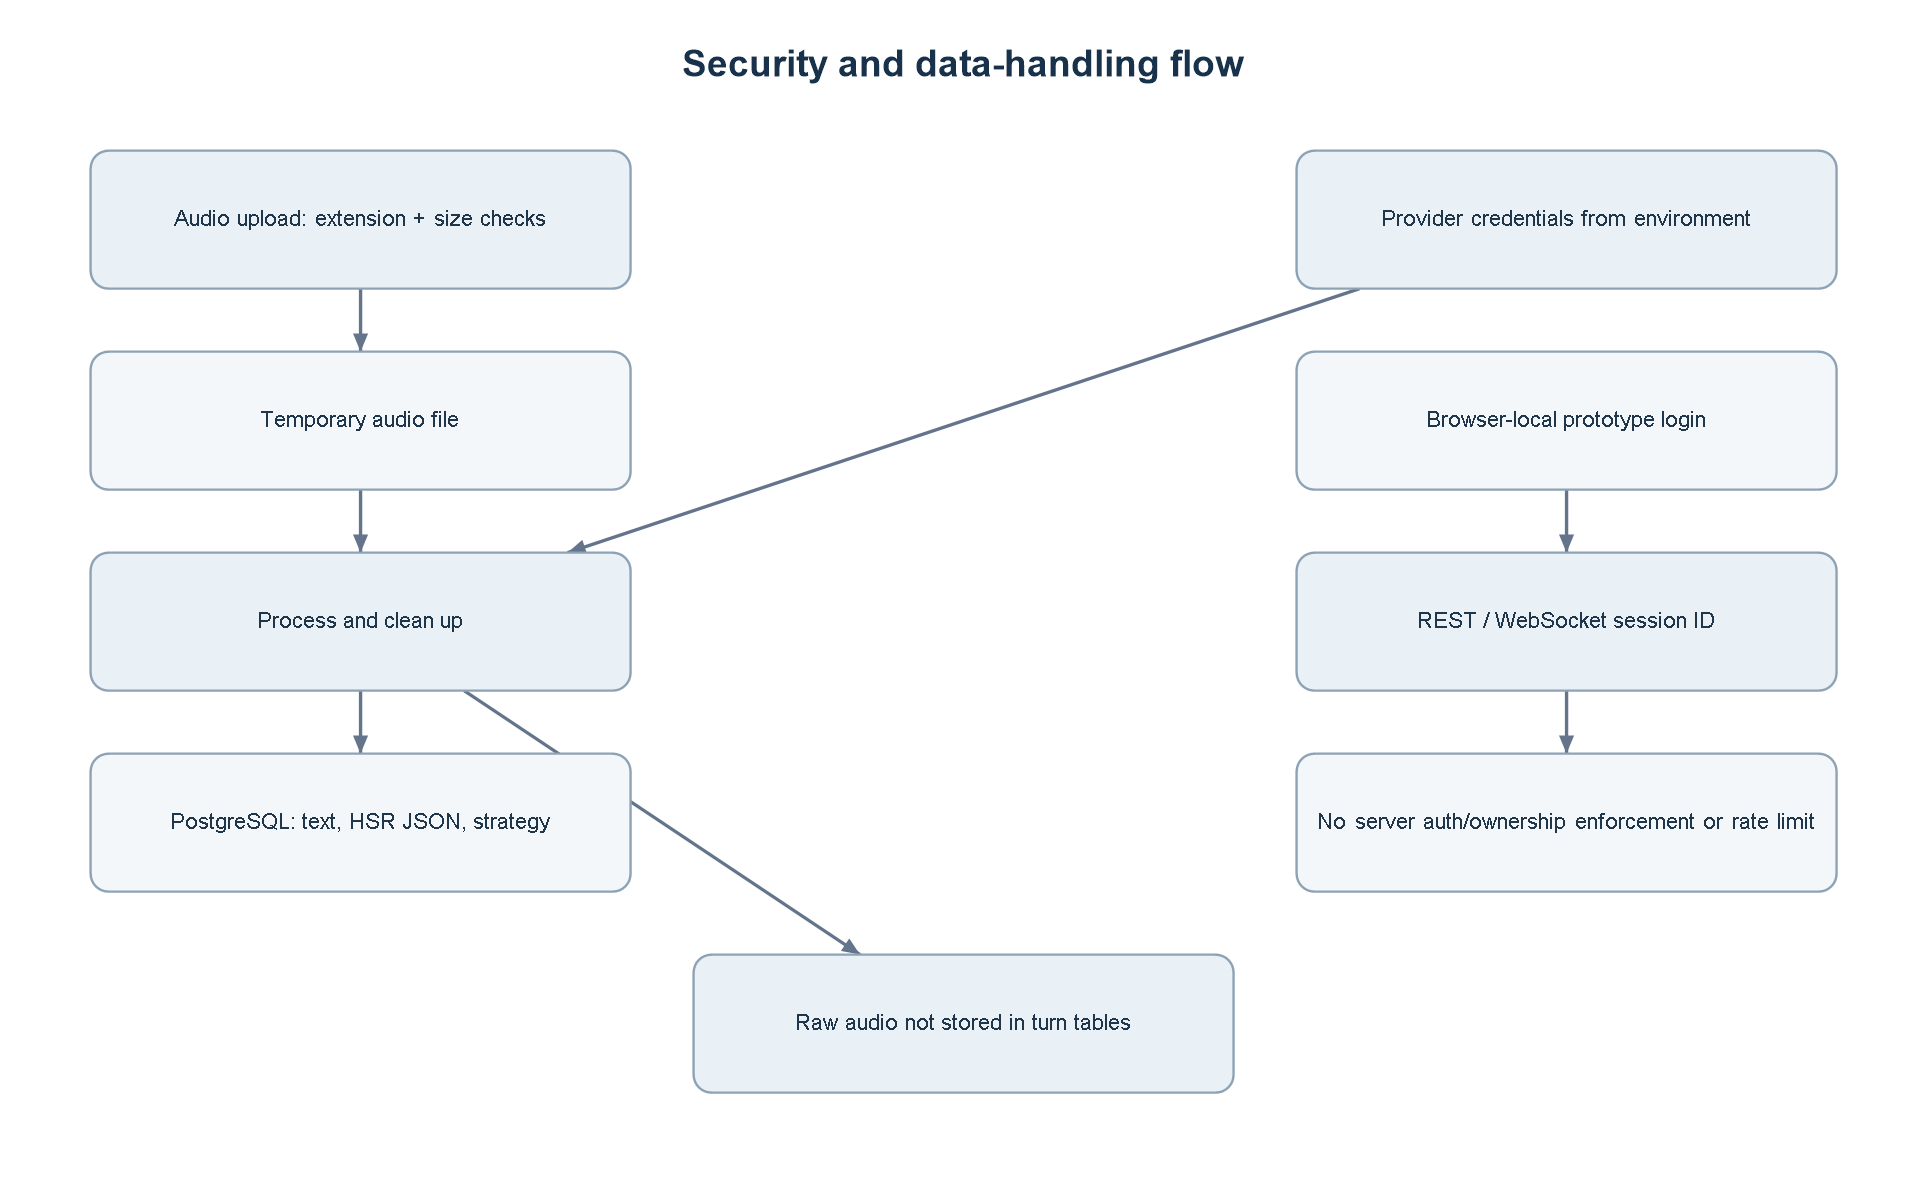 Security and data-handling flow
Audio upload: extension + size checks
Provider credentials from environment
Temporary audio file
Browser-local prototype login
Process and clean up
REST / WebSocket session ID
PostgreSQL: text, HSR JSON, strategy
No server auth/ownership enforcement or rate limit
Raw audio not stored in turn tables